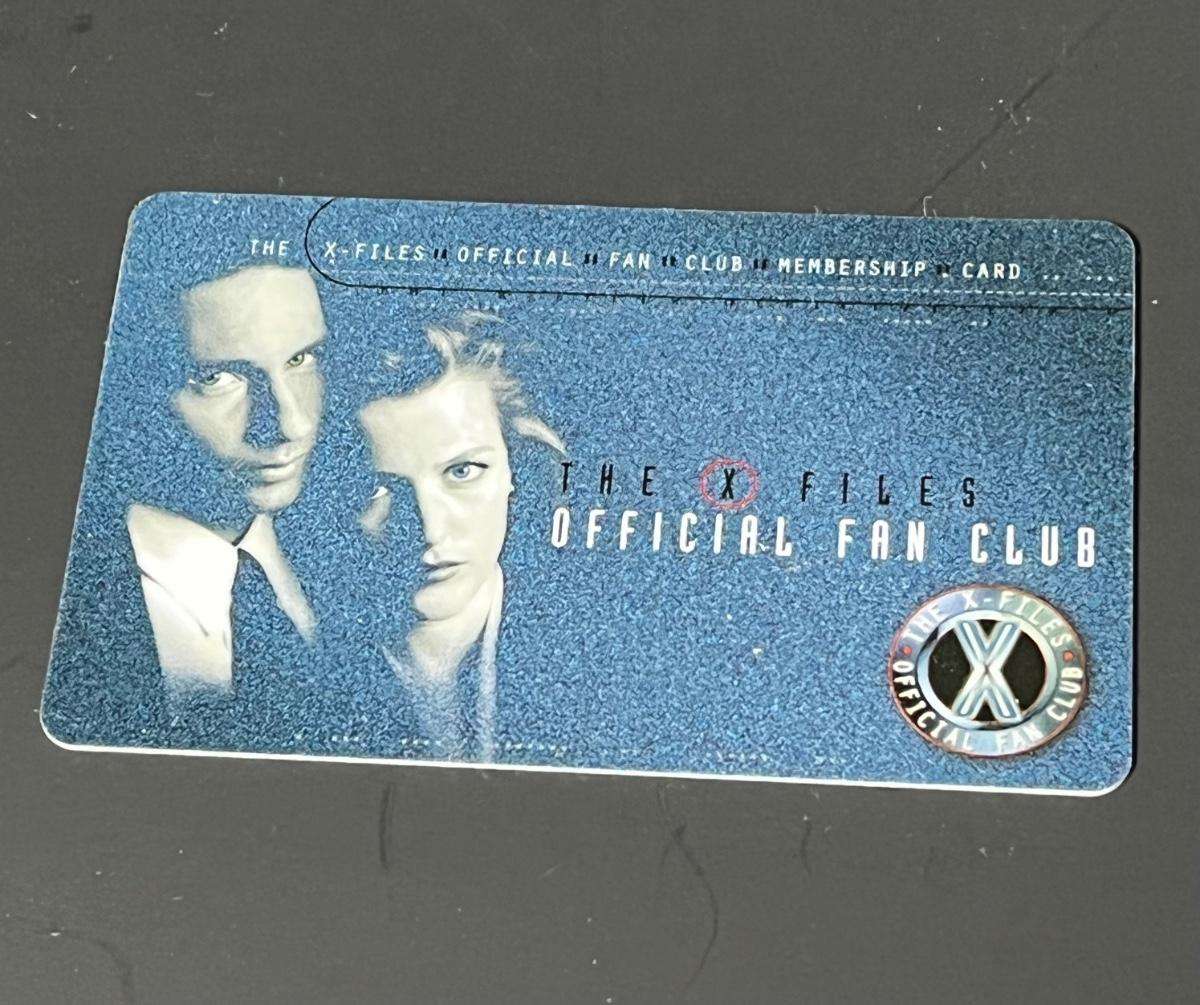 THE X-FILES OFFICIAL FAN CLUB MEMBERSHIP CARD
THE X FILES
OFFICIAL FAN CLUB
THE X-FILES
X
OFFICIAL FAN CLUB